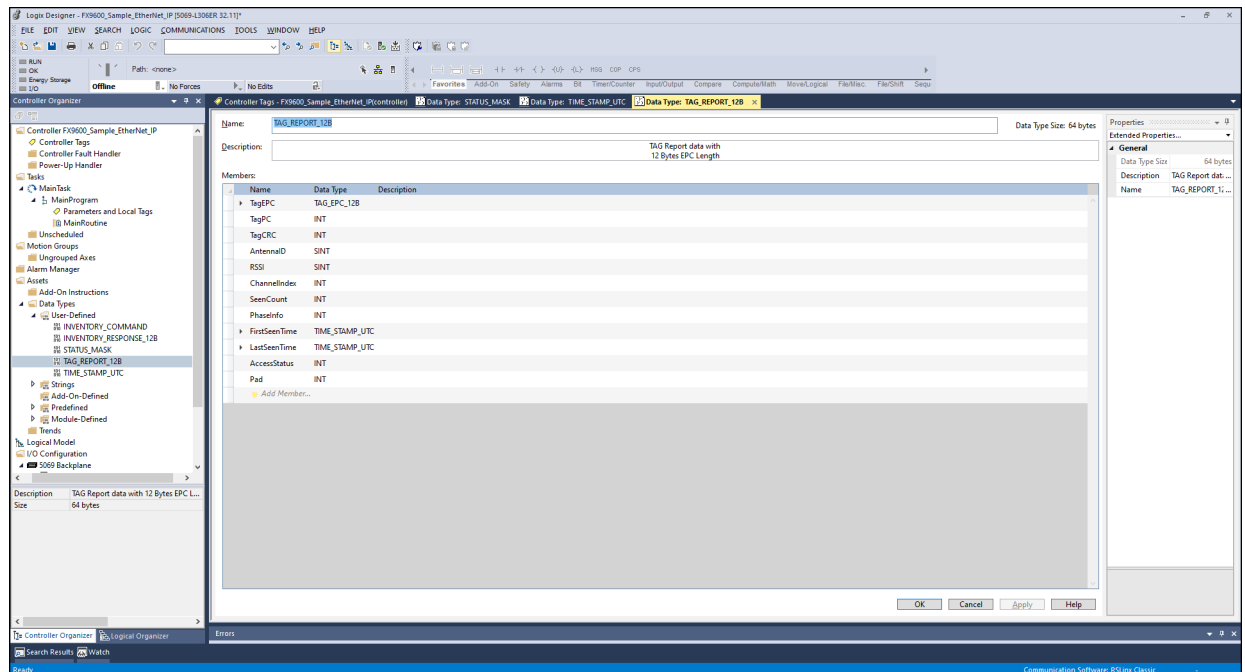 Logix Designer - FX9600_Sample_EtherNet_IP [5069-L306ER 32.11]*
FILE EDIT VIEW SEARCH LOGIC COMMUNICATIONS TOOLS WINDOW HELP
RUN
OK
Energy Storage
I/O
Path: <none>
Offline
No Forces
No Edits
MSG COP CPS
Favorites Add-On Safety Alarms Bit Timer/Counter Input/Output Compare Compute/Math Move/Logical File/Misc. File/Shift Sequ
Controller Organizer
Controller Tags - FX9600_Sample_EtherNet_IP(controller)
Data Type: STATUS_MASK
Data Type: TIME_STAMP_UTC
Data Type: TAG_REPORT_12B
Controller FX9600_Sample_EtherNet_IP
Controller Tags
Controller Fault Handler
Power-Up Handler
Tasks
MainTask
MainProgram
Parameters and Local Tags
MainRoutine
Unscheduled
Motion Groups
Ungrouped Axes
Alarm Manager
Assets
Add-On Instructions
Data Types
User-Defined
INVENTORY_COMMAND
INVENTORY_RESPONSE_12B
STATUS_MASK
TAG_REPORT_12B
TIME_STAMP_UTC
Strings
Add-On-Defined
Predefined
Module-Defined
Trends
Logical Model
I/O Configuration
5069 Backplane
Description TAG Report data with 12 Bytes EPC L...
Size 64 bytes
Controller Organizer Logical Organizer
Name: TAG_REPORT_12B
Data Type Size: 64 bytes
Description: TAG Report data with
12 Bytes EPC Length
Members:
Name Data Type Description
TagEPC TAG_EPC_12B
TagPC INT
TagCRC INT
AntennaID SINT
RSSI SINT
ChannelIndex INT
SeenCount INT
PhaseInfo INT
FirstSeenTime TIME_STAMP_UTC
LastSeenTime TIME_STAMP_UTC
AccessStatus INT
Pad INT
Add Member...
OK Cancel Apply Help
Properties
Extended Properties...
General
Data Type Size 64 bytes
Description TAG Report dat: ...
Name TAG_REPORT_1: ...
Errors
Search Results Watch
Ready
Communication Software: RSLinx Classic